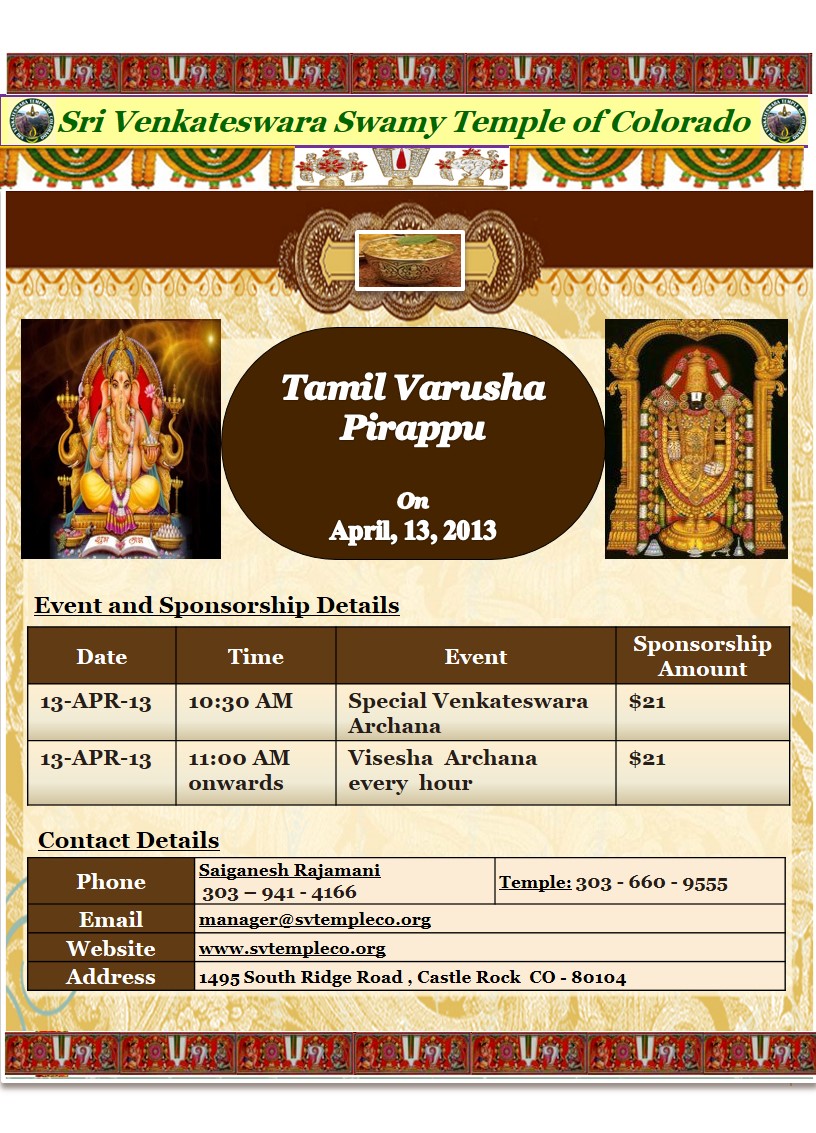 Sri Venkateswara Swamy Temple of Colorado
Tamil Varusha
Pirappu
On
April, 13, 2013
Event and Sponsorship Details
Date Time Event Sponsorship Amount
13-APR-13 10:30 AM Special Venkateswara Archana $21
13-APR-13 11:00 AM onwards Visesha Archana every hour $21
Contact Details
Phone Saiganesh Rajamani 303 – 941 - 4166 Temple: 303 - 660 - 9555
Email manager@svtempleco.org
Website www.svtempleco.org
Address 1495 South Ridge Road , Castle Rock CO - 80104